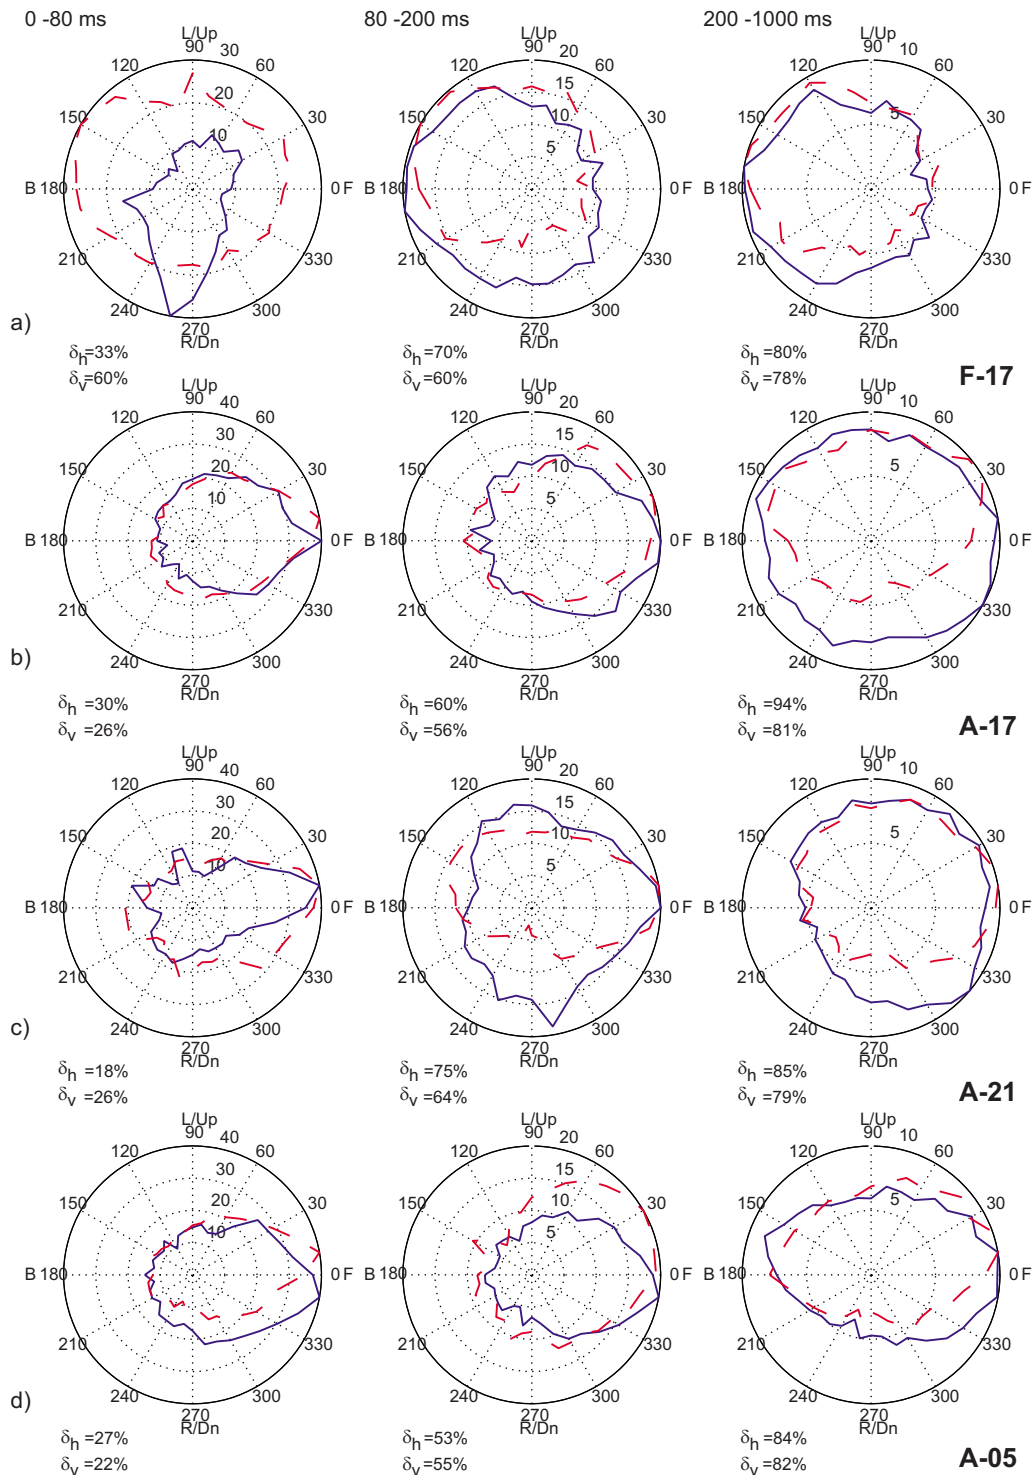 0 -80 ms 80 -200 ms 200 -1000 ms
L/Up L/Up L/Up
120 90 30 60 120 90 20 60 120 90 10 60
20 15
150 10 30 150 10 30 150 5 30
5
B 180 0 F B 180 0 F B 180 0 F
210 330 210 330 210 330
240 300 240 300 240 300
270 270 270
a) R/Dn R/Dn R/Dn
δh =33% δh =70% δh =80%
δv =60% δv =60% δv =78% F-17
L/Up L/Up L/Up
120 90 40 60 120 90 20 60 120 90 10 60
30 15
150 20 30 150 10 30 150 5 30
10 5
B 180 0 F B 180 0 F B 180 0 F
210 330 210 330 210 330
b) 240 300 240 300 240 300
270 270 270
R/Dn R/Dn R/Dn
δh =30% δh =60% δh =94%
δv =26% δv =56% δv =81% A-17
L/Up L/Up L/Up
120 90 40 60 120 90 20 60 120 90 10 60
30 15
150 20 30 150 10 30 150 5 30
10 5
B 180 0 F B 180 0 F B 180 0 F
210 330 210 330 210 330
c) 240 300 240 300 240 300
270 270 270
R/Dn R/Dn R/Dn
δh =18% δh =75% δh =85%
δv =26% δv =64% δv =79% A-21
L/Up L/Up L/Up
120 90 40 60 120 90 20 60 120 90 10 60
30 15
150 20 30 150 10 30 150 5 30
10 5
B 180 0 F B 180 0 F B 180 0 F
210 330 210 330 210 330
d) 240 300 240 300 240 300
270 270 270
R/Dn R/Dn R/Dn
δh =27% δh =53% δh =84%
δv =22% δv =55% δv =82% A-05